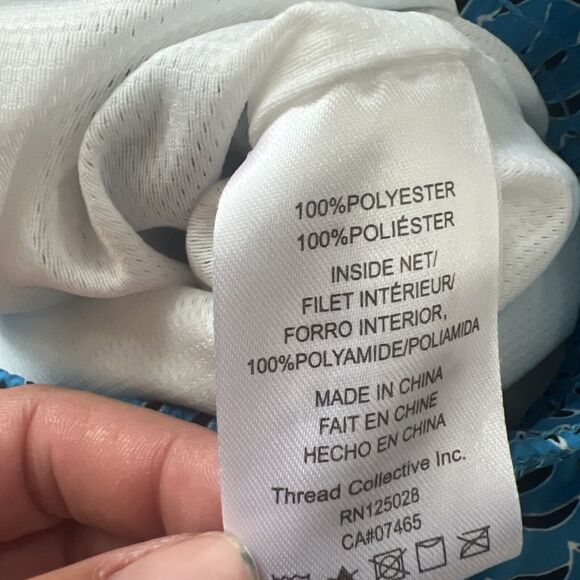 100%POLYESTER
100%POLIÉSTER
INSIDE NET/
FILET INTÉRIEUR/
FORRO INTERIOR,
100%POLYAMIDE/POLIAMIDA
MADE IN CHINA
FAIT EN CHINE
HECHO EN CHINA
Thread Collective Inc.
RN12502B
CA#07465